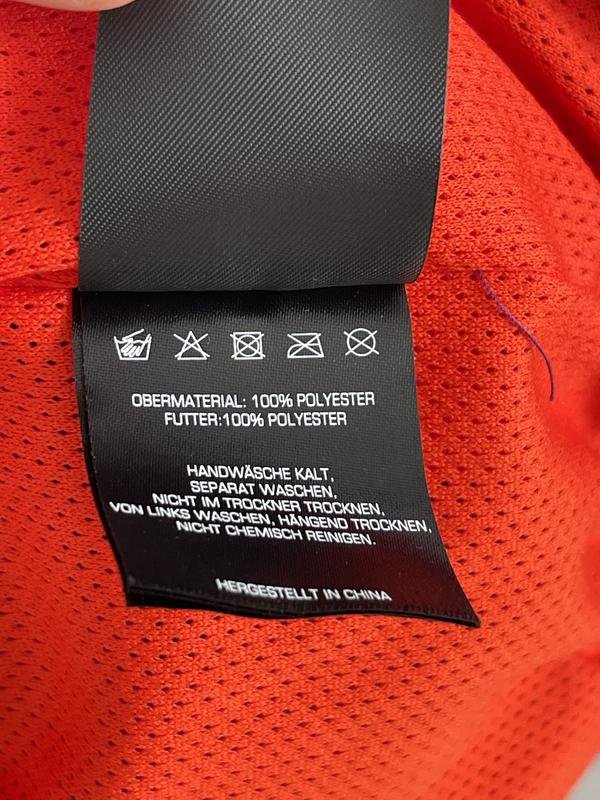 OBERMATERIAL: 100% POLYESTER
FUTTER:100% POLYESTER
HANDWÄSCHE KALT,
SEPARAT WASCHEN,
NICHT IM TROCKNER TROCKNEN,
VON LINKS WASCHEN, HÄNGEND TROCKNEN,
NICHT CHEMISCH REINIGEN.
HERGESTELLT IN CHINA